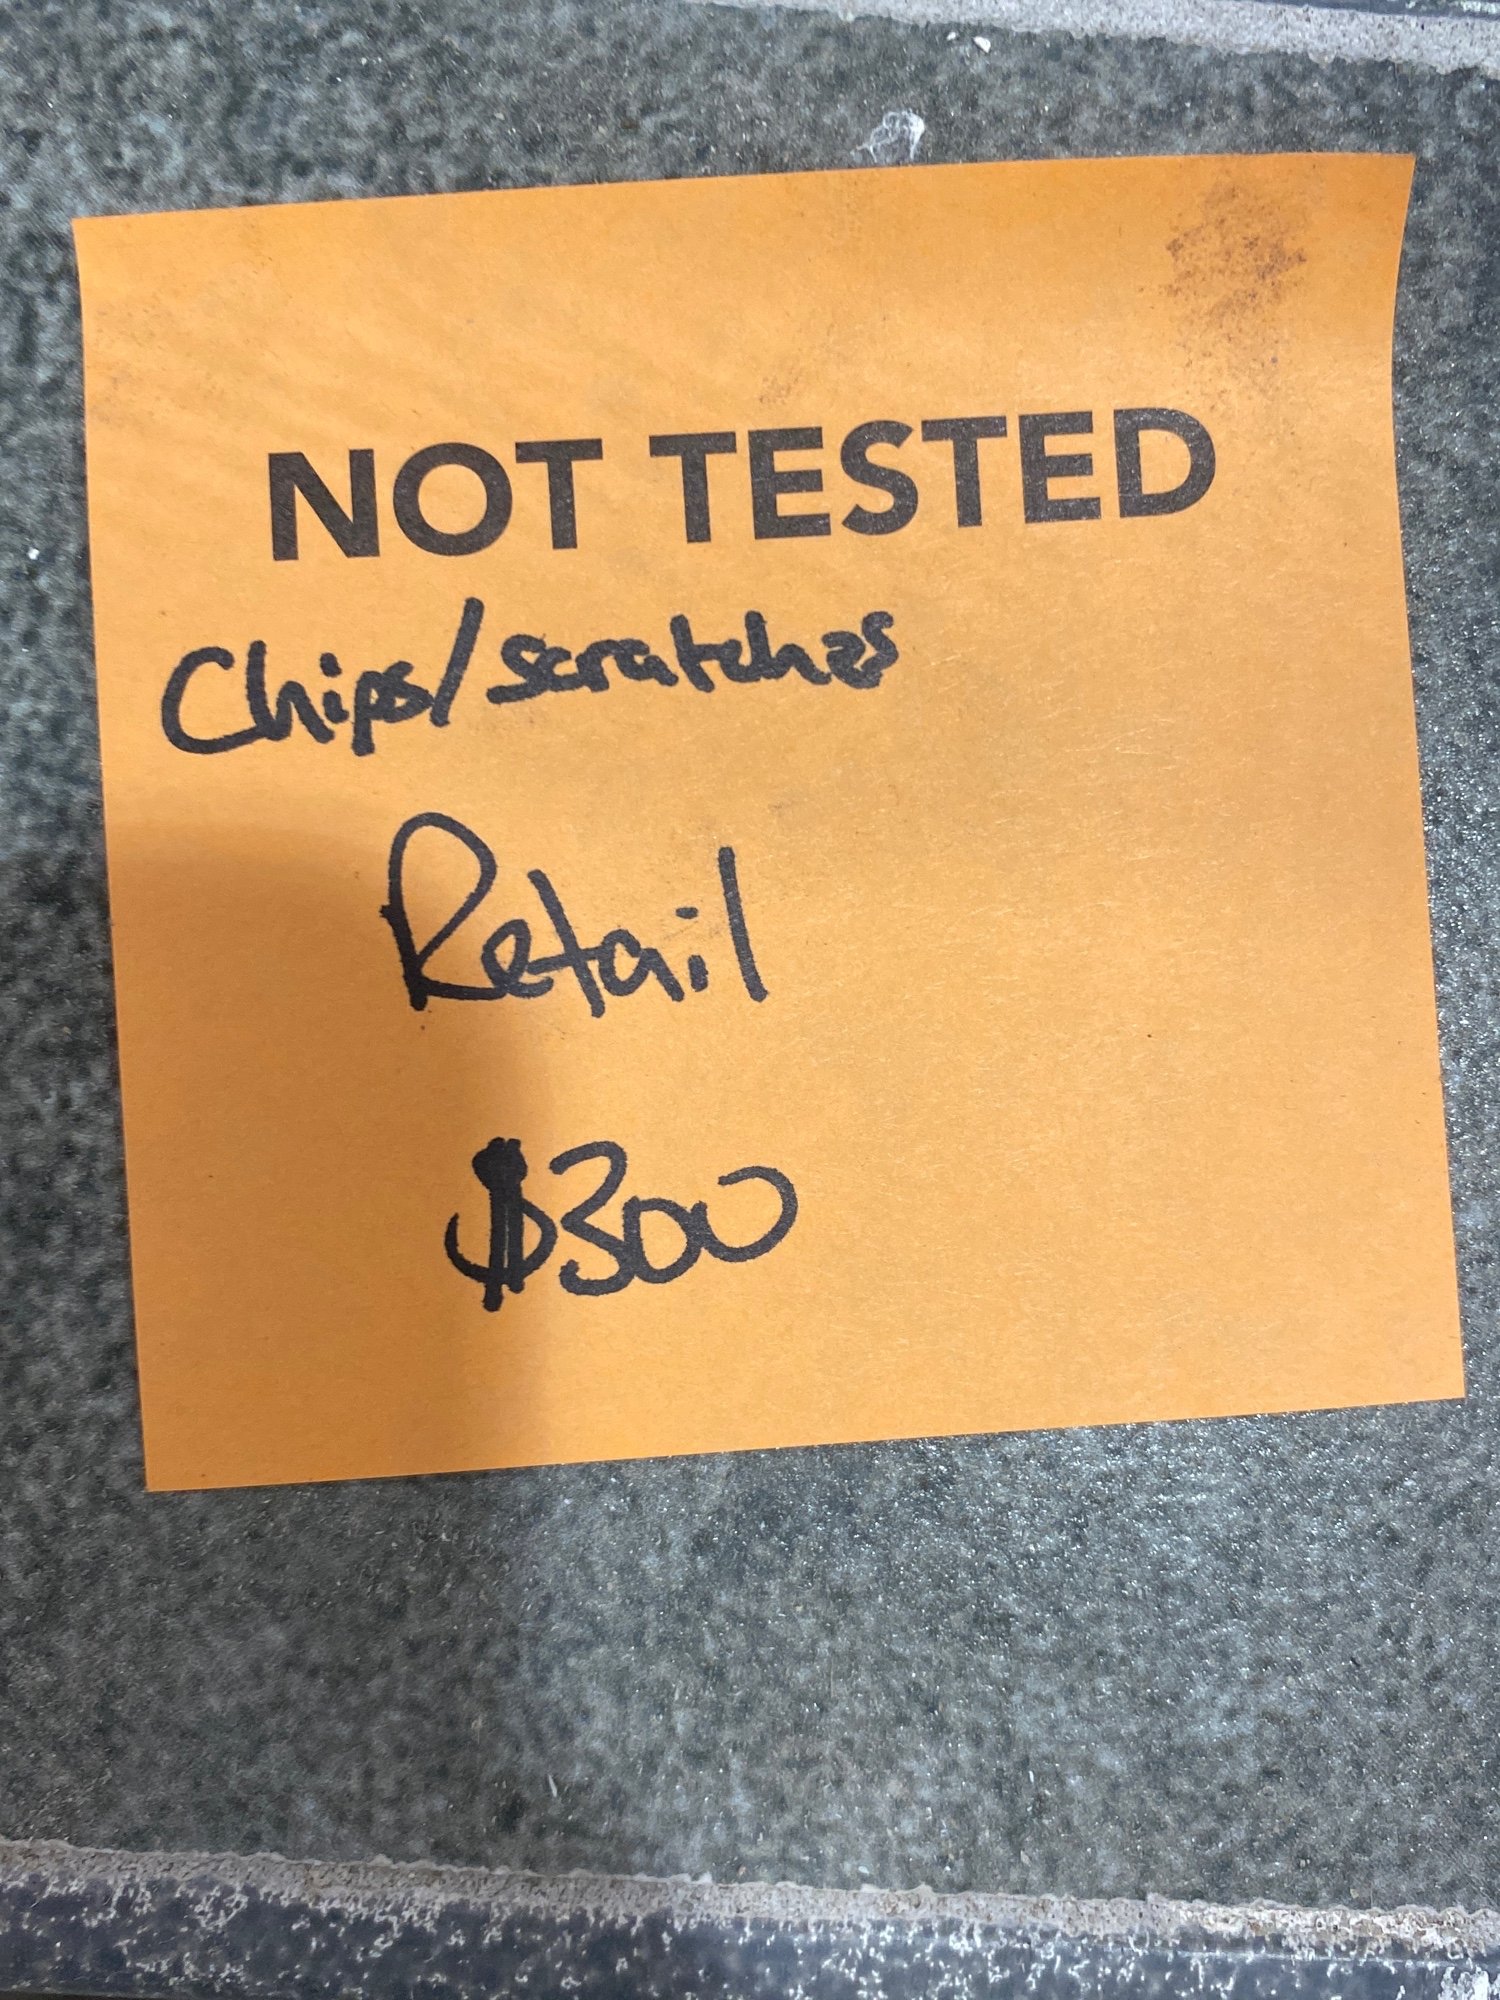 NOT TESTED
Chips/scratches
Retail
$300